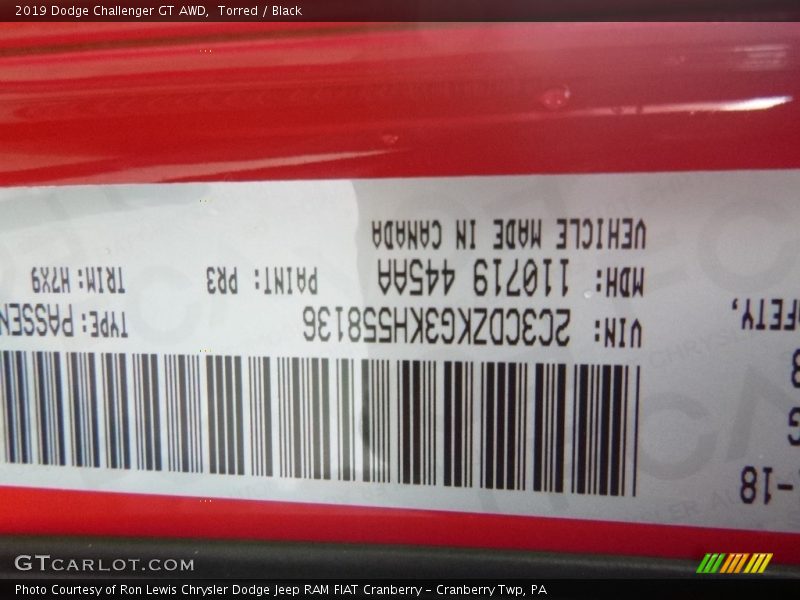 2019 Dodge Challenger GT AWD, Torred / Black
-18
G
FETY,
VIN: 2C3CDZKG3KH558136 TYPE: PASSEN
MDH: 110719 445AA PAINT: PR3 TRIM: H7X9
VEHICLE MADE IN CANADA
GTCARLOT.COM
Photo Courtesy of Ron Lewis Chrysler Dodge Jeep RAM FIAT Cranberry - Cranberry Twp, PA